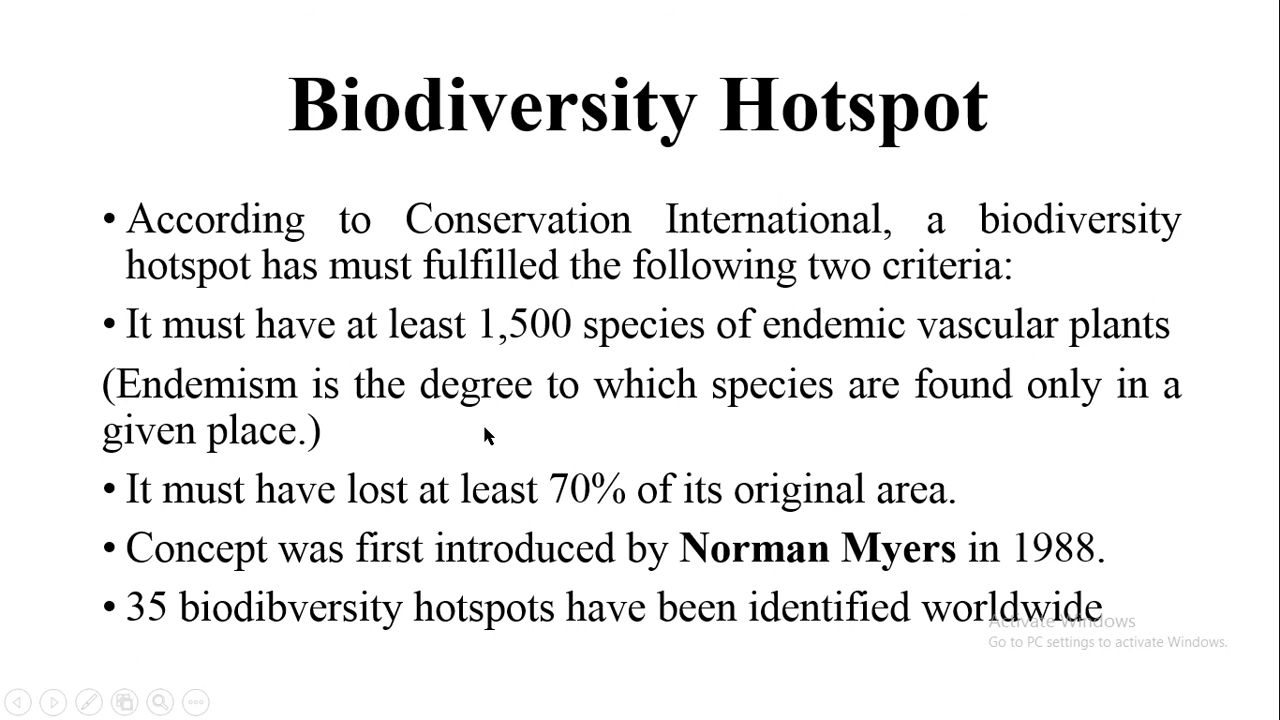 Biodiversity Hotspot
• According to Conservation International, a biodiversity
hotspot has must fulfilled the following two criteria:
• It must have at least 1,500 species of endemic vascular plants
(Endemism is the degree to which species are found only in a
given place.)
• It must have lost at least 70% of its original area.
• Concept was first introduced by Norman Myers in 1988.
• 35 biodibversity hotspots have been identified worldwide
Activate Windows
Go to PC settings to activate Windows.